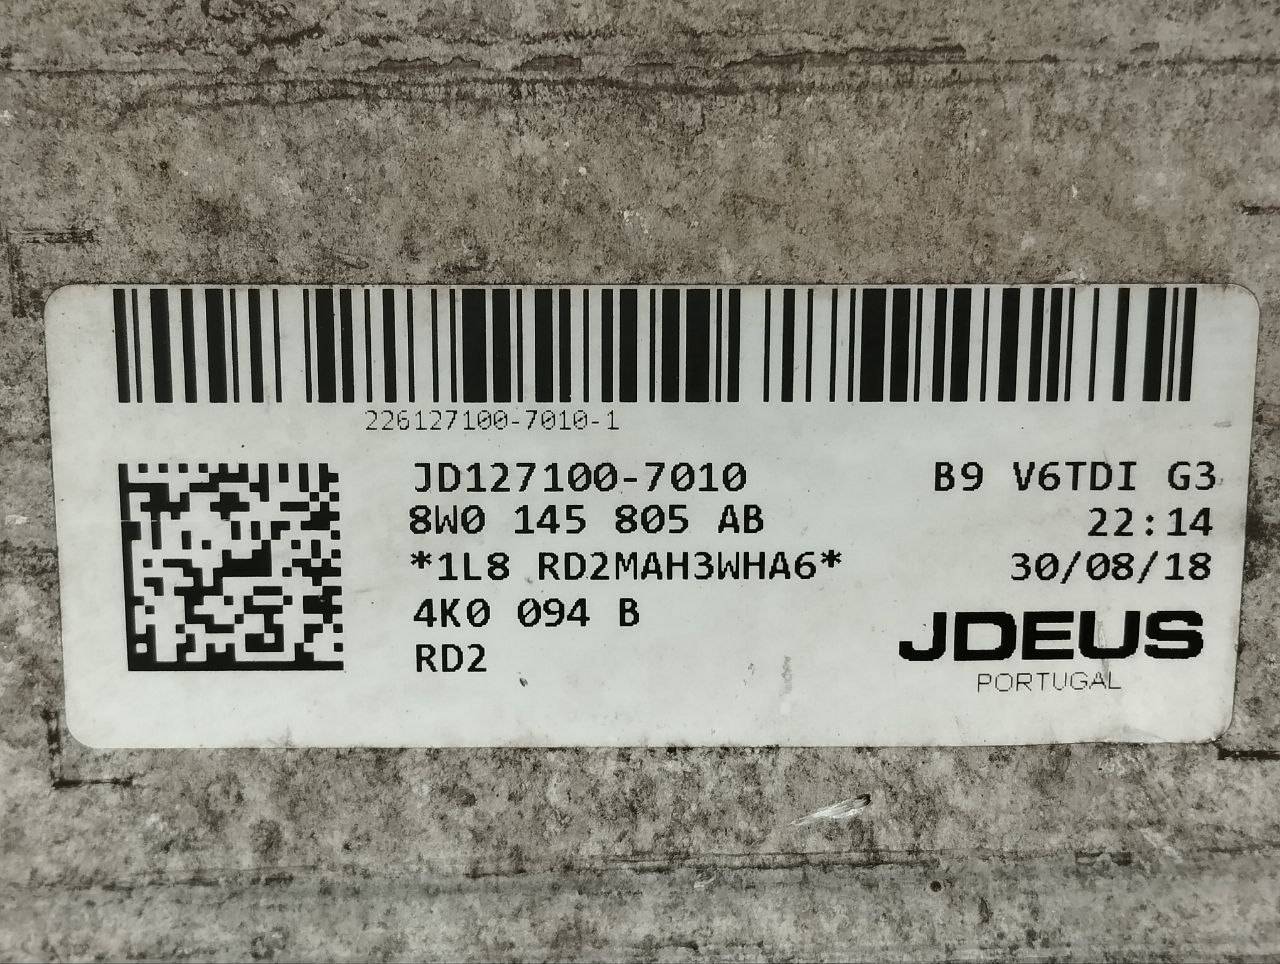 226127100-7010-1
JD127100-7010
B9 V6TDI G3
8W0 145 805 AB
22:14
*1L8 RD2MAH3WHA6*
30/08/18
4K0 094 B
JDEUS
RD2
PORTUGAL